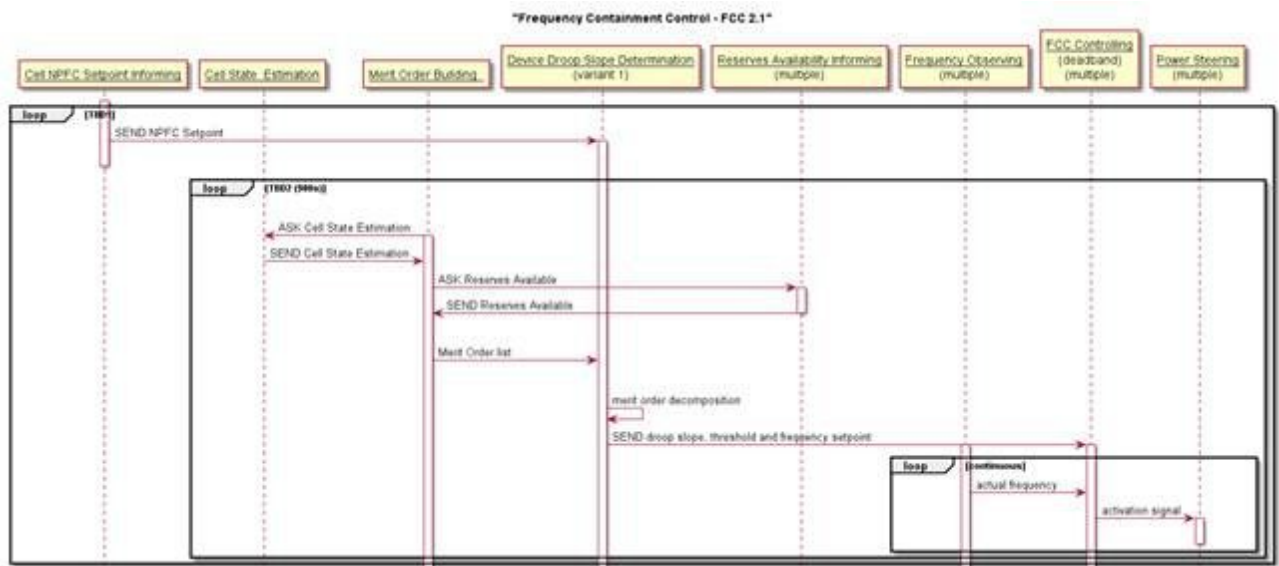 "Frequency Containment Control - FCC 2.1"
Cell NPFC Setpoint Informing
Cell State Estimation
Merit Order Building
Device Droop Slope Determination
(variant 1)
Reserves Availability Informing
(multiple)
Frequency Observing
(multiple)
FCC Controlling
(deadband)
(multiple)
Power Steering
(multiple)
loop
SEND NPFC Setpoint
loop
ASK Cell State Estimation
SEND Cell State Estimation
ASK Reserves Available
SEND Reserves Available
Merit Order list
merit order decomposition
SEND droop slope, threshold and frequency setpoint
loop [continuous]
actual frequency
activation signal